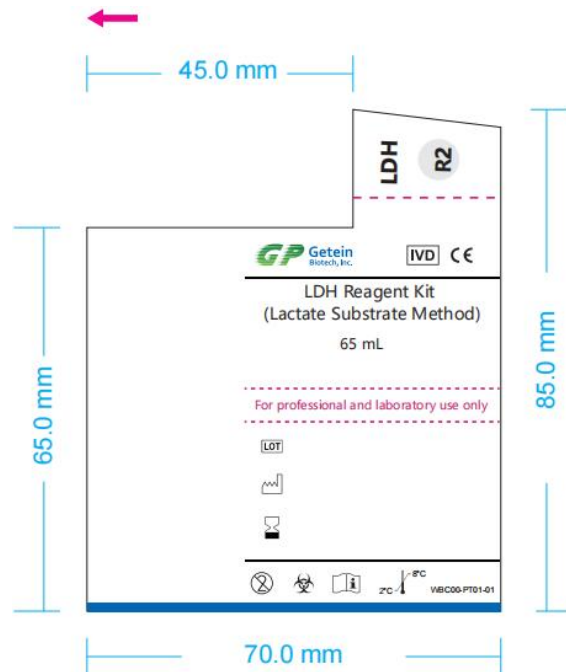 45.0 mm
LDH
R2
GP Getein
Biotech, Inc.
IVD CE
LDH Reagent Kit
(Lactate Substrate Method)
65 mL
For professional and laboratory use only
LOT
2
i
2°C 8°C
WBC00-PT01-01
65.0 mm
85.0 mm
70.0 mm